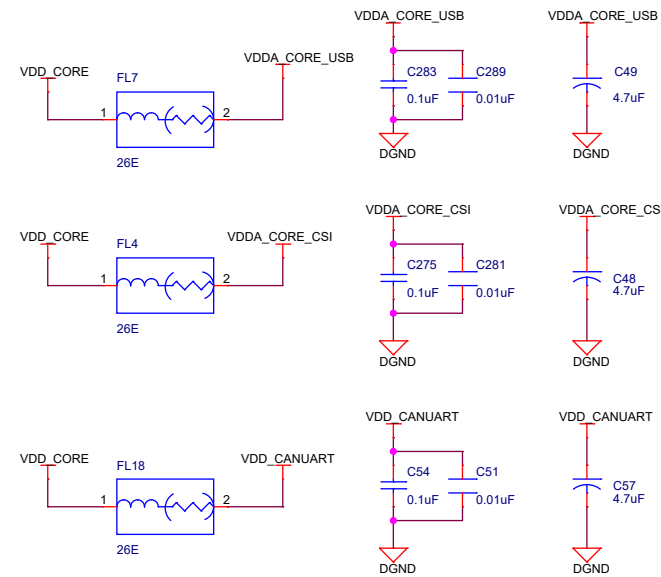 VDDA_CORE_USB
VDDA_CORE_USB
VDD_CORE
FL7
VDDA_CORE_USB
1
2
26E
C283
0.1uF
C289
0.01uF
C49
4.7uF
DGND
DGND
VDDA_CORE_CSI
VDDA_CORE_CS
VDD_CORE
FL4
VDDA_CORE_CSI
1
2
26E
C275
0.1uF
C281
0.01uF
C48
4.7uF
DGND
DGND
VDD_CANUART
VDD_CANUART
VDD_CORE
FL18
VDD_CANUART
1
2
26E
C54
0.1uF
C51
0.01uF
C57
4.7uF
DGND
DGND